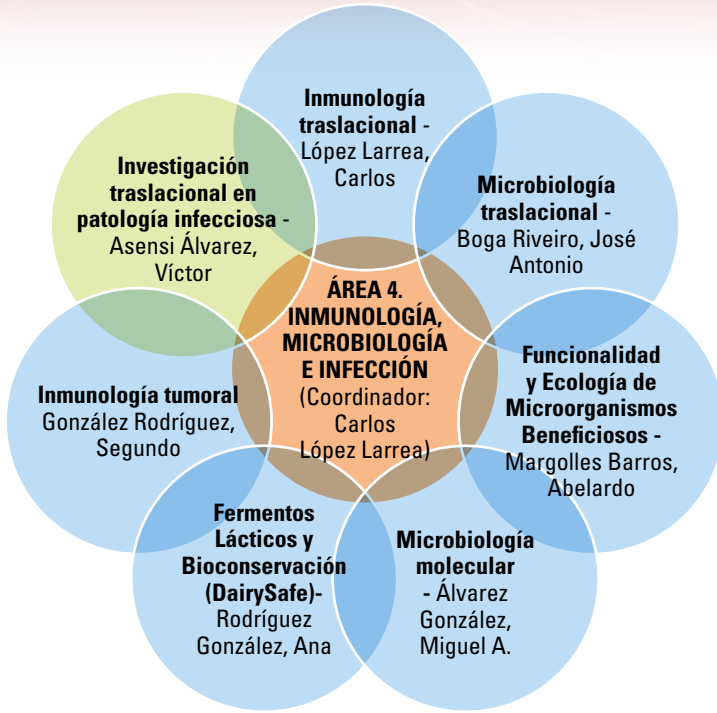 Inmunología
traslacional -
López Larrea,
Carlos
Microbiología
traslacional -
Boga Riveiro, José
Antonio
Funcionalidad
y Ecología de
Microorganismos
Beneficiosos -
Margolles Barros,
Abelardo
Microbiología
molecular
- Álvarez
González,
Miguel A.
Fermentos
Lácticos y
Bioconservación
(DairySafe)-
Rodríguez
González, Ana
Inmunología tumoral
González Rodríguez,
Segundo
Investigación
traslacional en
patología infecciosa -
Asensi Álvarez,
Víctor
ÁREA 4.
INMUNOLOGÍA,
MICROBIOLOGÍA
E INFECCIÓN
(Coordinador:
Carlos
López Larrea)